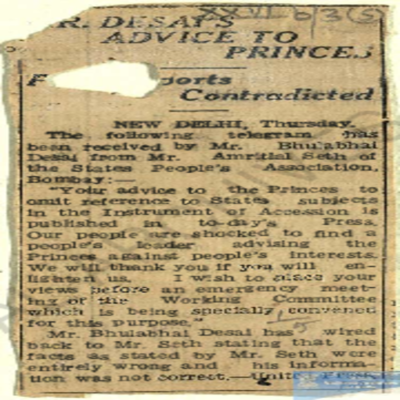 XXVI b/3 (5)
R. DESAI'S
ADVICE TO
PRINCES
Contradicted
NEW DELHI, Thursday.
The following telegram has
been received by Mr. Bhulabhai
Desai from Mr. Amritlal Seth of
the States People's Association,
Bombay:—
"Your advice to the Princes to
omit reference to States subjects
in the Instrument of Accession is
published in to-day's Press.
Our people are shocked to find a
people's leader advising the
Princes against people's interests.
We will thank you if you will en-
lighten us. I wish to place your
views before an emergency meet-
ing of the Working Committee
which is being specially convened
for this purpose."
Mr. Bhulabhai Desai has wired
back to Mr. Seth stating that the
facts as stated by Mr. Seth were
entirely wrong and his informa-
tion was not correct.—United Press.